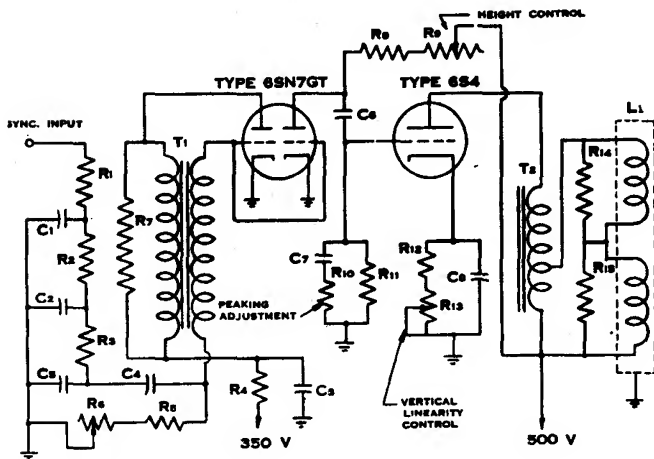 HEIGHT CONTROL
R8
R9
TYPE 6SN7GT
TYPE 6S4
C6
L1
SYNC. INPUT
T1
T2
R14
R1
R7
C1
R2
C7
R10
R11
R12
C8
R13
R15
C2
PEAKING
ADJUSTMENT
R3
C5
C4
R4
C3
R6
R5
VERTICAL
LINEARITY
CONTROL
350 V
500 V